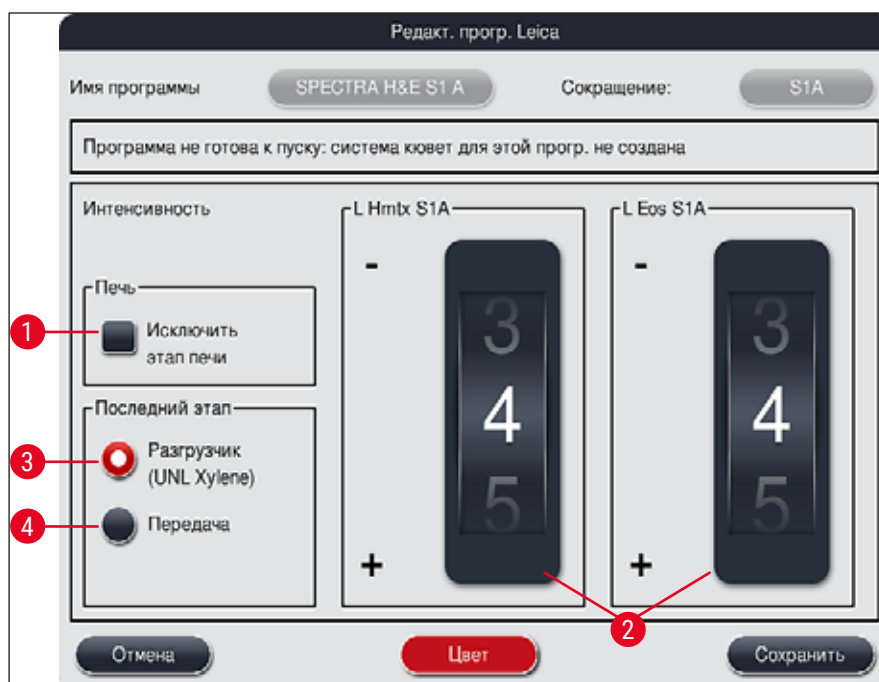 Редакт. прогр. Leica
Имя программы SPECTRA H&E S1 A Сокращение: S1A
Программа не готова к пуску: система кювет для этой прогр. не создана
Интенсивность
L Hmtx S1A
L Eos S1A
-
-
Печь
1
Исключить
этап печи
3
4
5
3
4
5
Последний этап
3
Разгрузчик
(UNL Xylene)
4
Передача
+
+
2
Отмена Цвет Сохранить